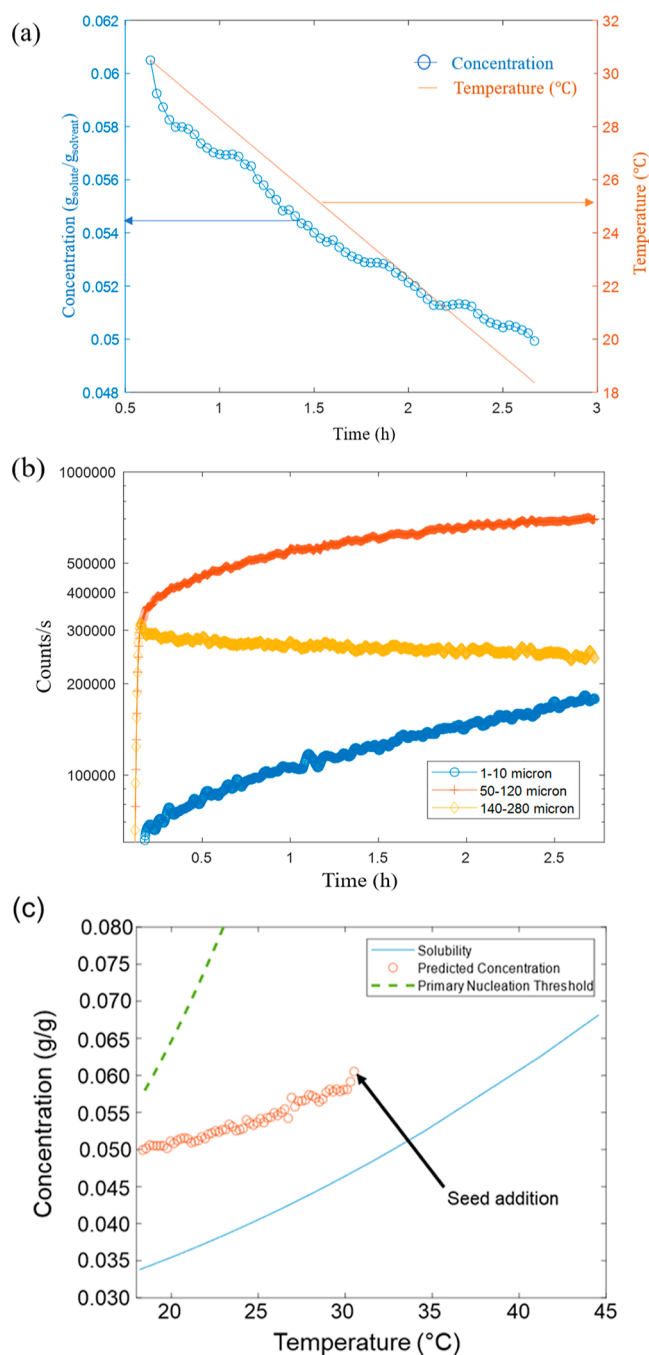 (a)
0.062
0.06
0.058
0.056
0.054
0.052
0.05
0.048
Concentration (gsolute/gsolvent)
Concentration
Temperature (°C)
32
30
28
26
24
22
20
18
Temperature (°C)
0.5
1
1.5
2
2.5
3
Time (h)
(b)
1000000
500000
400000
300000
200000
100000
Counts/s
1-10 micron
50-120 micron
140-280 micron
0.5
1
1.5
2
2.5
Time (h)
(c)
0.080
0.075
0.070
0.065
0.060
0.055
0.050
0.045
0.040
0.035
0.030
Concentration (g/g)
Solubility
Predicted Concentration
Primary Nucleation Threshold
Seed addition
20
25
30
35
40
45
Temperature (°C)